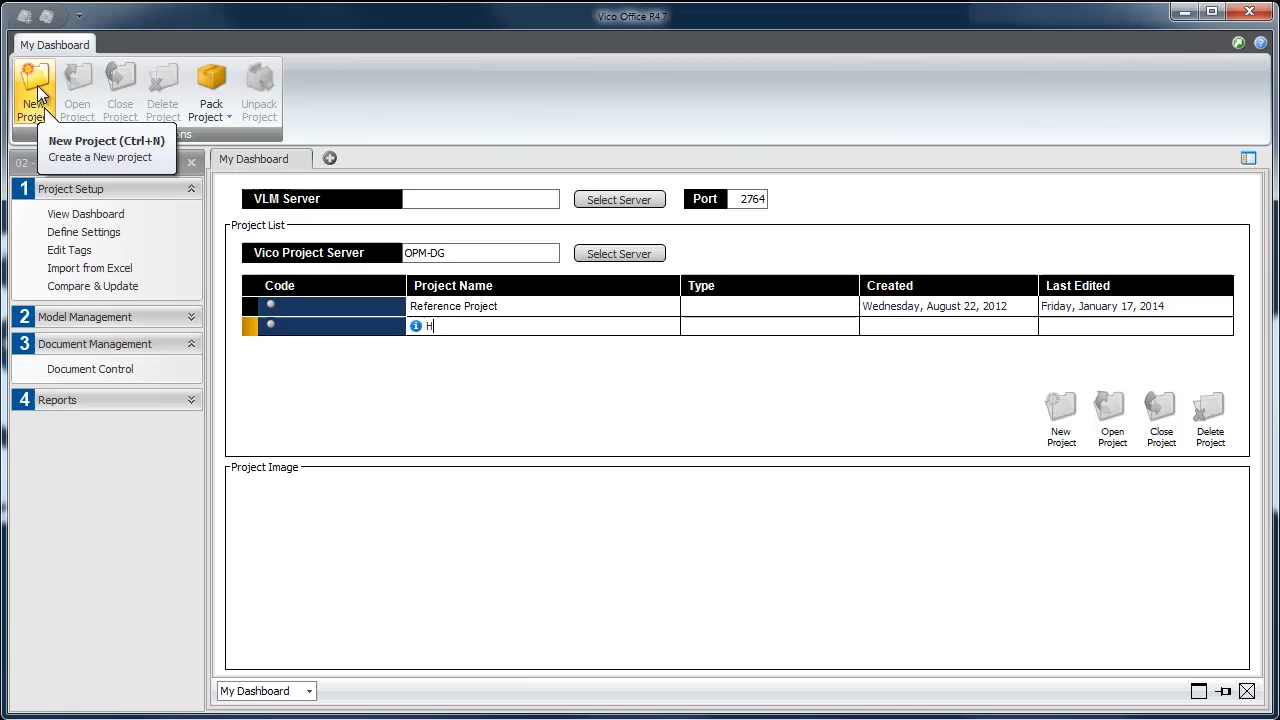 Vico Office R4.7
My Dashboard
New Project
Open Project
Close Project
Delete Project
Pack Project
Unpack Project
ons
New Project (Ctrl+N)
Create a New project
02 -
My Dashboard
1 Project Setup
View Dashboard
Define Settings
Edit Tags
Import from Excel
Compare & Update
2 Model Management
3 Document Management
Document Control
4 Reports
VLM Server
Select Server
Port 2764
Project List
Vico Project Server OPM-DG Select Server
Code Project Name Type Created Last Edited
Reference Project Wednesday, August 22, 2012 Friday, January 17, 2014
H
New Project
Open Project
Close Project
Delete Project
Project Image
My Dashboard